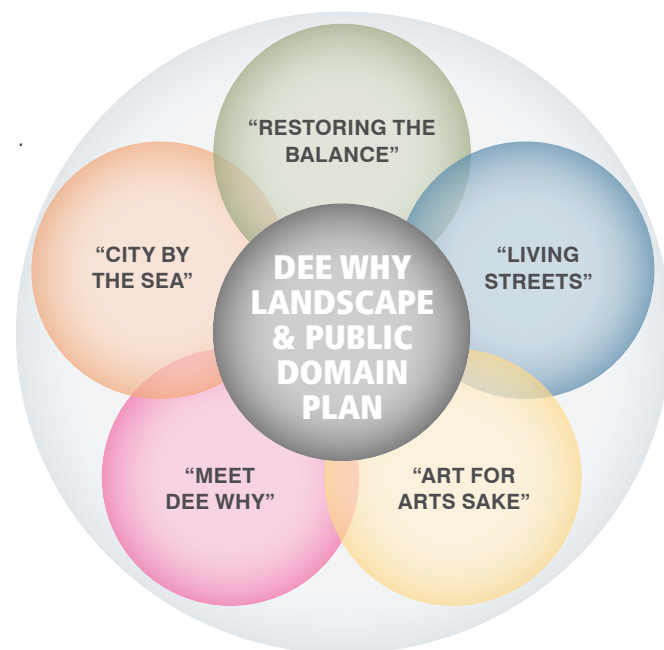 “RESTORING THE
BALANCE”
“CITY BY
THE SEA”
“LIVING
STREETS”
DEE WHY
LANDSCAPE
& PUBLIC
DOMAIN
PLAN
“MEET
DEE WHY”
“ART FOR
ARTS SAKE”